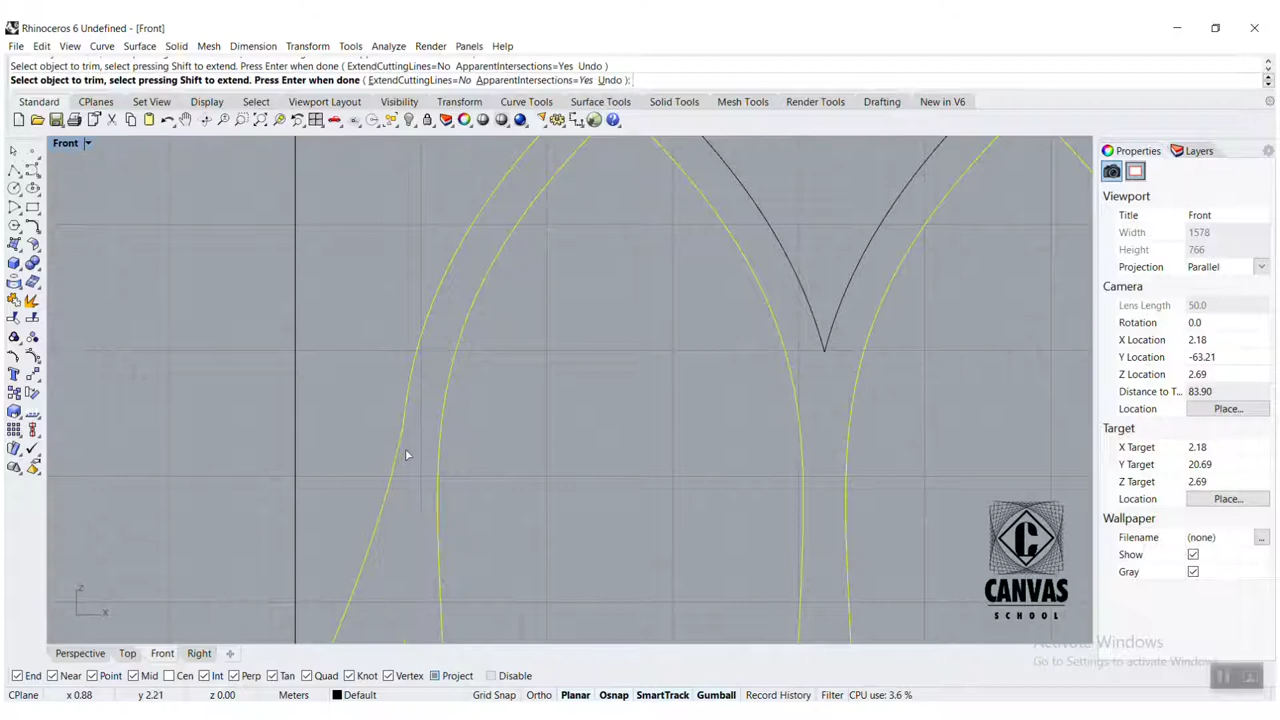 Rhinoceros 6 Undefined - [Front]
File Edit View Curve Surface Solid Mesh Dimension Transform Tools Analyze Render Panels Help
Select object to trim, select pressing Shift to extend. Press Enter when done ( ExtendCuttingLines=No ApparentIntersections=Yes Undo )
Select object to trim, select pressing Shift to extend. Press Enter when done ( ExtendCuttingLines=No ApparentIntersections=Yes Undo ):
Standard CPlanes Set View Display Select Viewport Layout Visibility Transform Curve Tools Surface Tools Solid Tools Mesh Tools Render Tools Drafting New in V6
Front
Properties Layers
Viewport
Title Front
Width 1578
Height 766
Projection Parallel
Camera
Lens Length 50.0
Rotation 0.0
X Location 2.18
Y Location -63.21
Z Location 2.69
Distance to T... 83.90
Location Place...
Target
X Target 2.18
Y Target 20.69
Z Target 2.69
Location Place...
Wallpaper
Filename (none) ...
Show
Gray
C
CANVAS
SCHOOL
z
x
Activate Windows
Go to Settings to activate Windows.
Perspective Top Front Right
End Near Point Mid Cen Int Perp Tan Quad Knot Vertex Project Disable
CPlane x 0.88 y 2.21 z 0.00 Meters Default Grid Snap Ortho Planar Osnap SmartTrack Gumball Record History Filter CPU use: 3.6 %